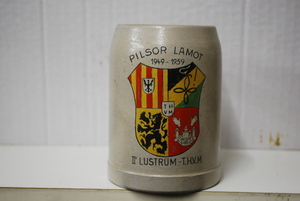 PILSOR LAMOT
1949-1959
T H
V M
II° LUSTRUM-T.H.V.M